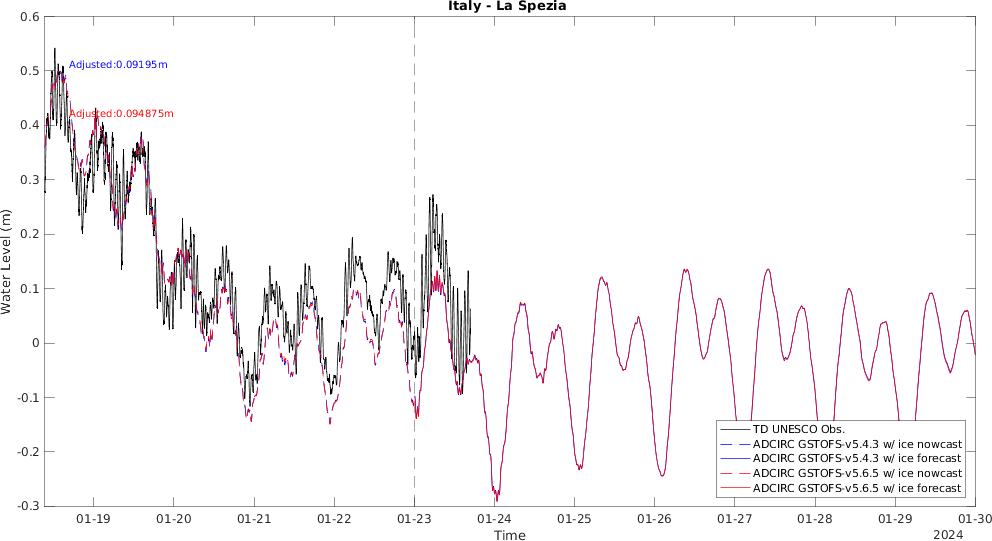 Italy - La Spezia
Water Level (m)
0.6
0.5
0.4
0.3
0.2
0.1
0
-0.1
-0.2
-0.3
Adjusted:0.09195m
Adjusted:0.094875m
TD UNESCO Obs.
ADCIRC GSTOFS-v5.4.3 w/ ice nowcast
ADCIRC GSTOFS-v5.4.3 w/ ice forecast
ADCIRC GSTOFS-v5.6.5 w/ ice nowcast
ADCIRC GSTOFS-v5.6.5 w/ ice forecast
01-19 01-20 01-21 01-22 01-23 01-24 01-25 01-26 01-27 01-28 01-29 01-30
Time
2024